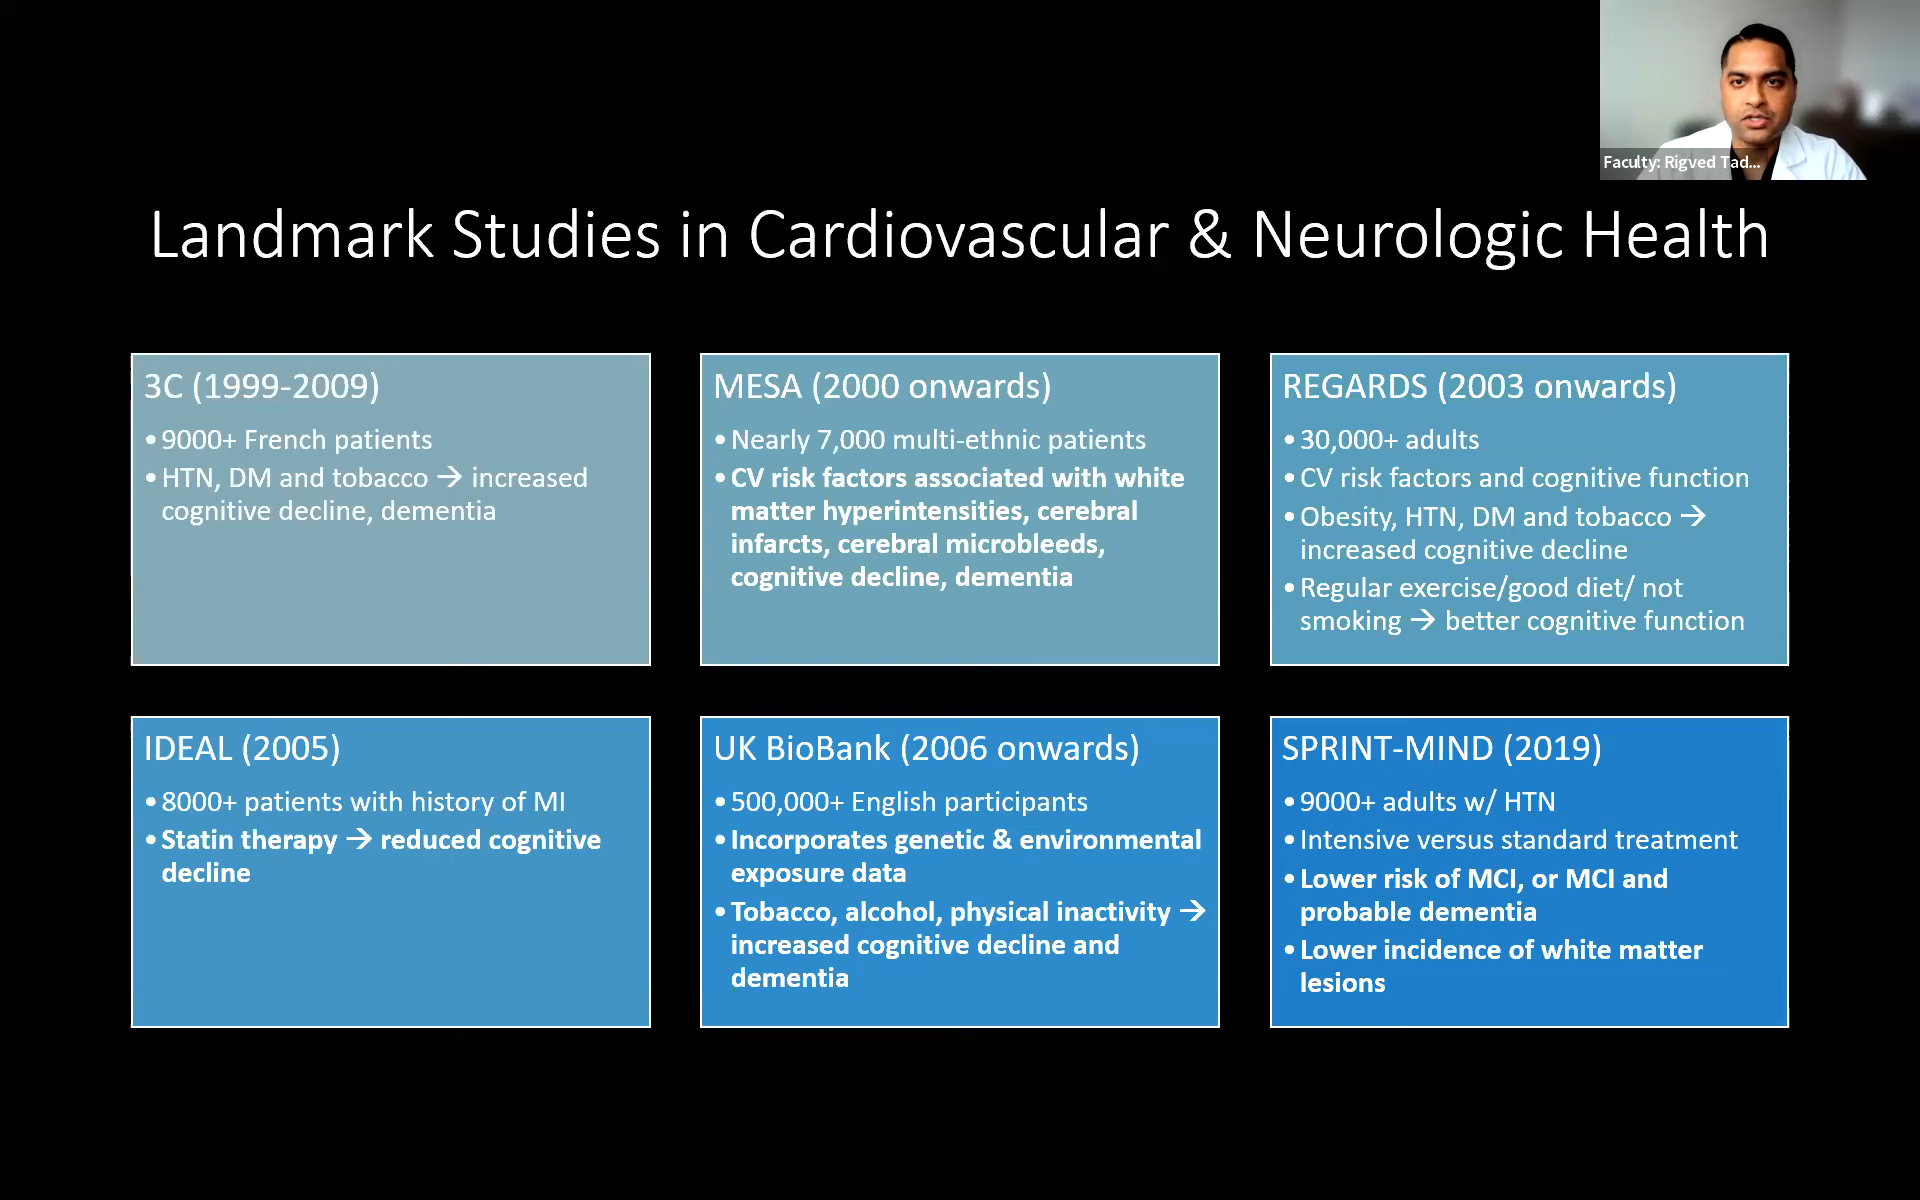 Faculty: Rigved Tad...
Landmark Studies in Cardiovascular & Neurologic Health
3C (1999-2009)
•9000+ French patients
•HTN, DM and tobacco → increased
cognitive decline, dementia
MESA (2000 onwards)
•Nearly 7,000 multi-ethnic patients
•CV risk factors associated with white
matter hyperintensities, cerebral
infarcts, cerebral microbleeds,
cognitive decline, dementia
REGARDS (2003 onwards)
•30,000+ adults
•CV risk factors and cognitive function
•Obesity, HTN, DM and tobacco →
increased cognitive decline
•Regular exercise/good diet/ not
smoking → better cognitive function
IDEAL (2005)
•8000+ patients with history of MI
•Statin therapy → reduced cognitive
decline
UK BioBank (2006 onwards)
•500,000+ English participants
•Incorporates genetic & environmental
exposure data
•Tobacco, alcohol, physical inactivity →
increased cognitive decline and
dementia
SPRINT-MIND (2019)
•9000+ adults w/ HTN
•Intensive versus standard treatment
•Lower risk of MCI, or MCI and
probable dementia
•Lower incidence of white matter
lesions